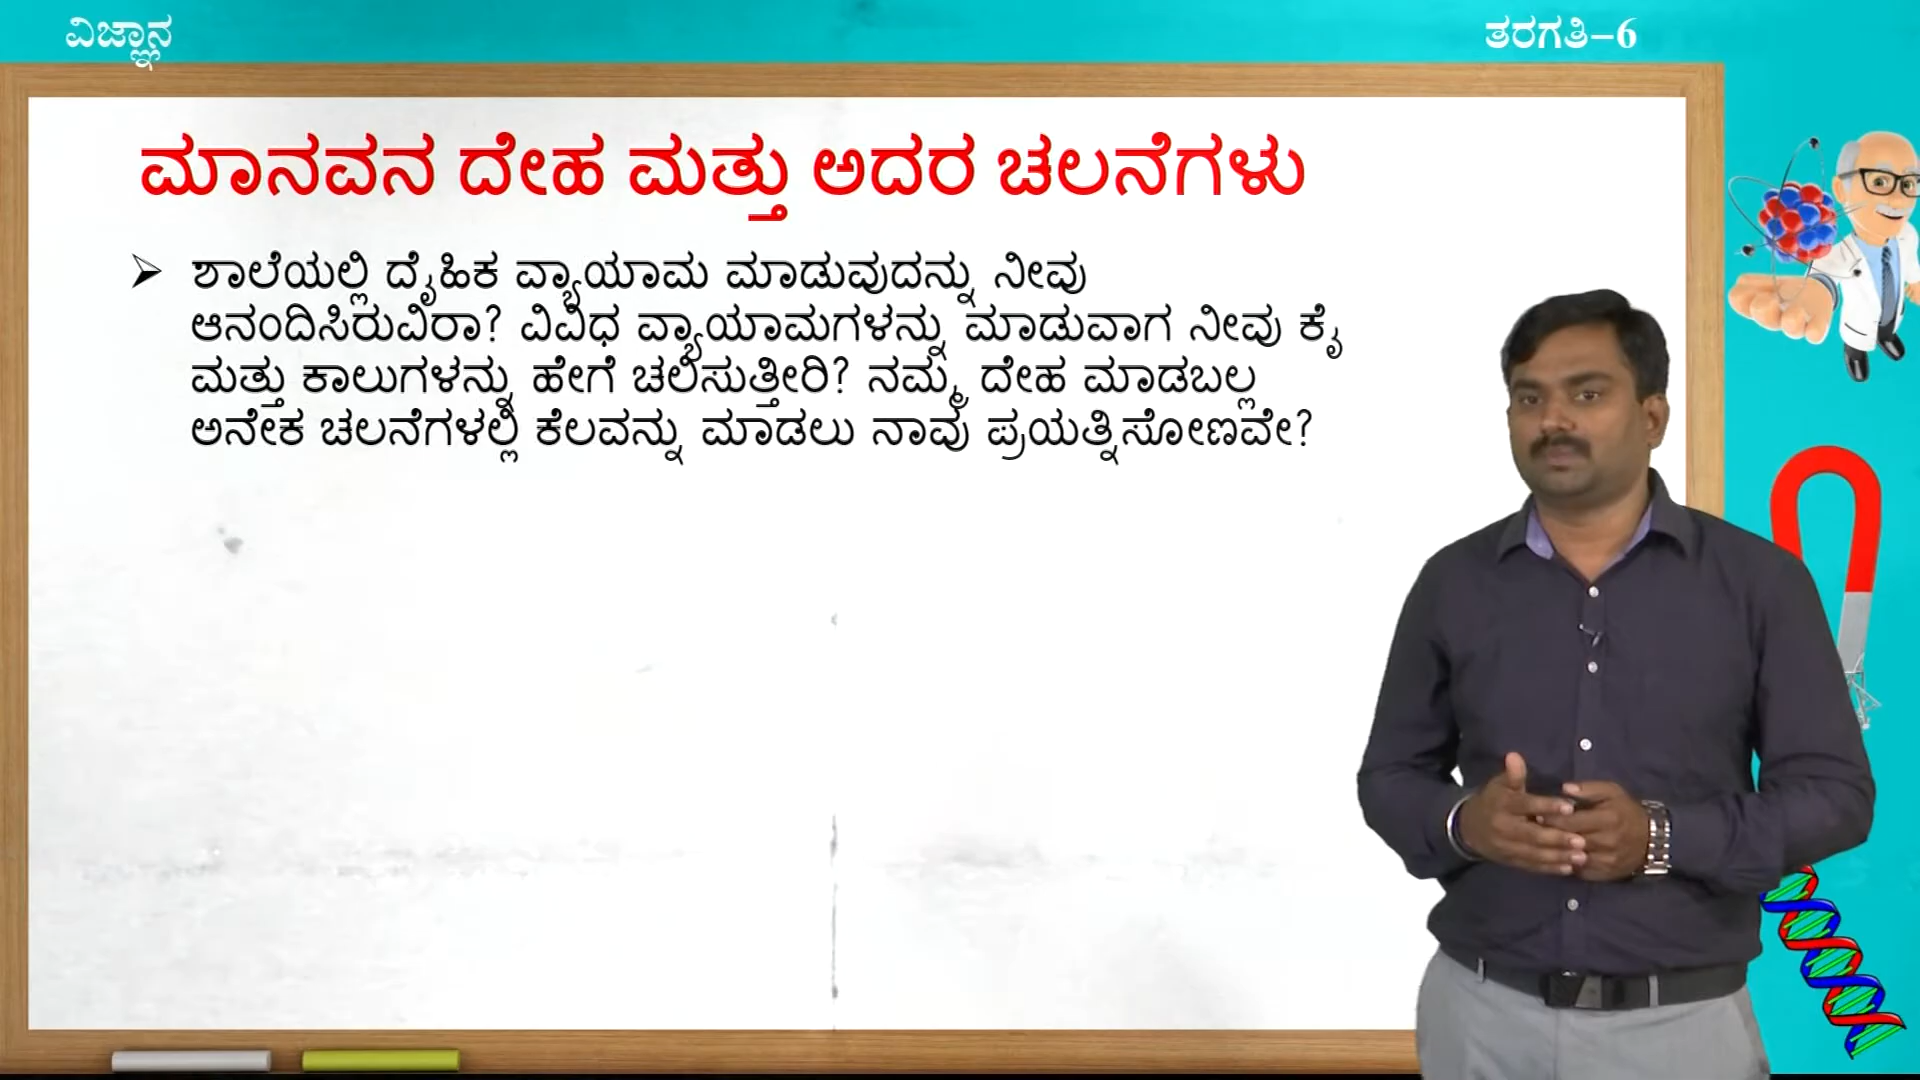 ವಿಜ್ಞಾನ
ತರಗತಿ–6
ಮಾನವನ ದೇಹ ಮತ್ತು ಅದರ ಚಲನೆಗಳು
➢ ಶಾಲೆಯಲ್ಲಿ ದೈಹಿಕ ವ್ಯಾಯಾಮ ಮಾಡುವುದನ್ನು ನೀವು
ಆನಂದಿಸಿರುವಿರಾ? ವಿವಿಧ ವ್ಯಾಯಾಮಗಳನ್ನು ಮಾಡುವಾಗ ನೀವು ಕೈ
ಮತ್ತು ಕಾಲುಗಳನ್ನು ಹೇಗೆ ಚಲಿಸುತ್ತೀರಿ? ನಮ್ಮ ದೇಹ ಮಾಡಬಲ್ಲ
ಅನೇಕ ಚಲನೆಗಳಲ್ಲಿ ಕೆಲವನ್ನು ಮಾಡಲು ನಾವು ಪ್ರಯತ್ನಿಸೋಣವೇ?